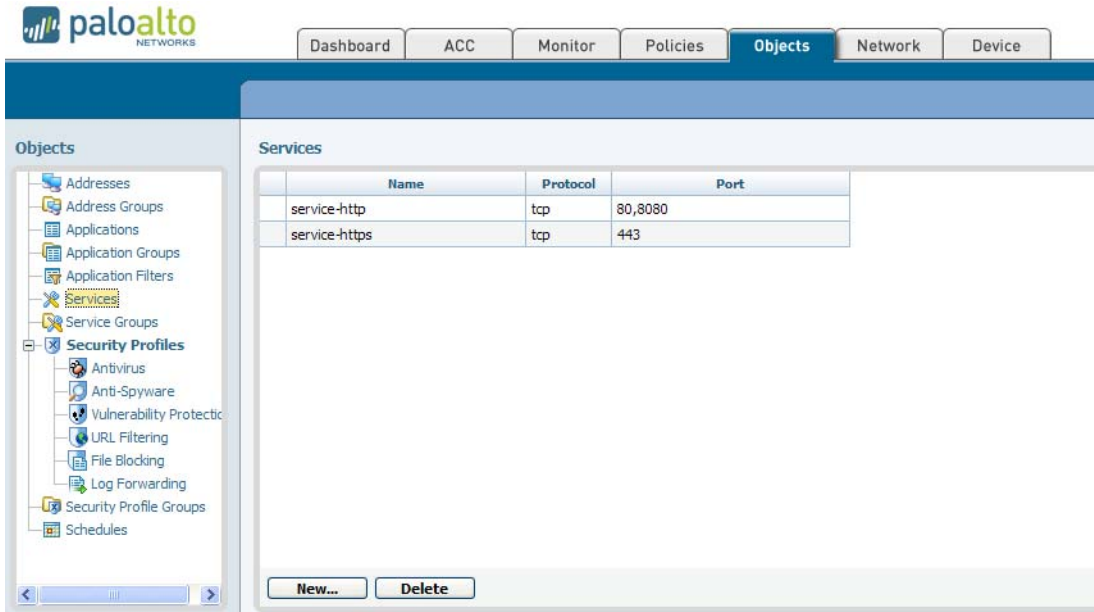 paloalto
NETWORKS
Dashboard ACC Monitor Policies Objects Network Device
Objects
Addresses
Address Groups
Applications
Application Groups
Application Filters
Services
Service Groups
Security Profiles
Antivirus
Anti-Spyware
Vulnerability Protectic
URL Filtering
File Blocking
Log Forwarding
Security Profile Groups
Schedules
Services
Name Protocol Port
service-http tcp 80,8080
service-https tcp 443
New... Delete